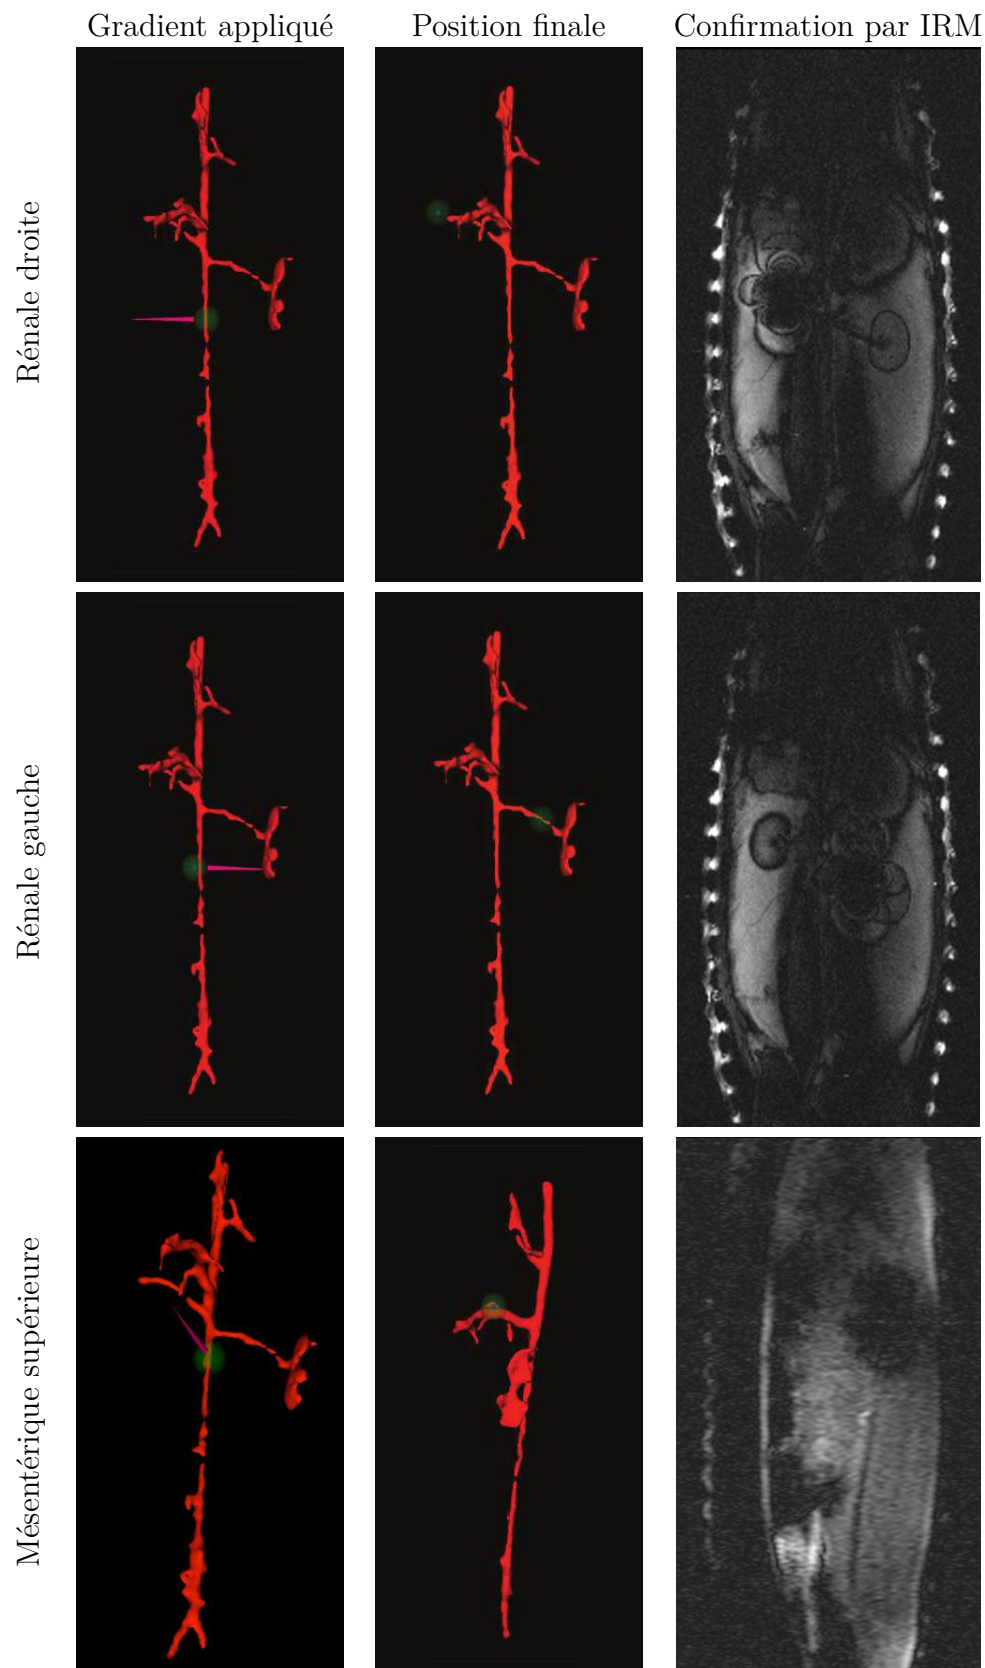 Gradient appliqué
Position finale
Confirmation par IRM
Rénale droite
Rénale gauche
Mésentérique supérieure